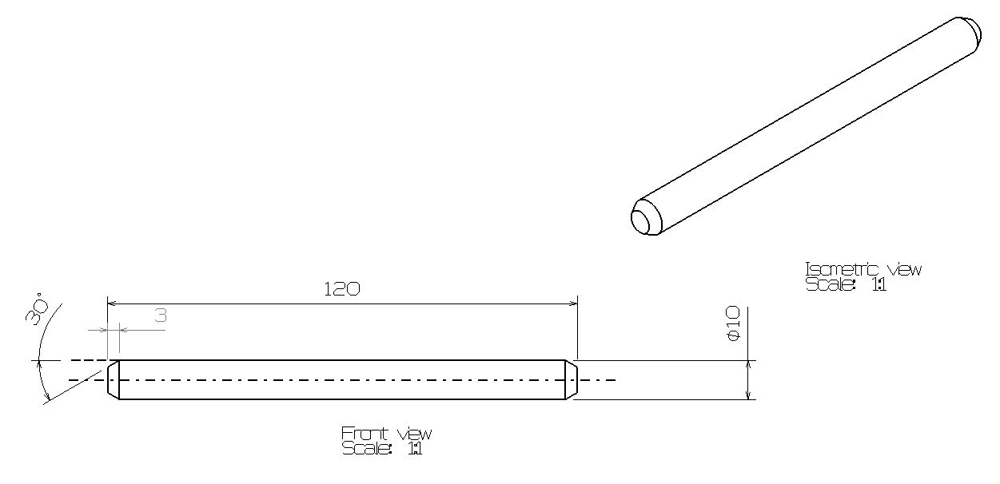 Isometric view
Scale: 1:1
120
3
30°
Φ10
Front view
Scale: 1:1